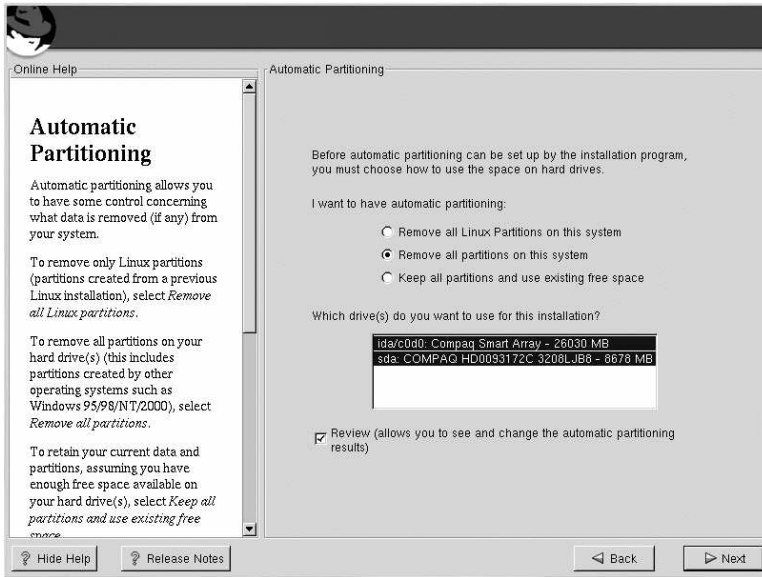 Online Help
Automatic
Partitioning
Automatic partitioning allows you
to have some control concerning
what data is removed (if any) from
your system.
To remove only Linux partitions
(partitions created from a previous
Linux installation), select Remove
all Linux partitions.
To remove all partitions on your
hard drive(s) (this includes
partitions created by other
operating systems such as
Windows 95/98/NT/2000), select
Remove all partitions.
To retain your current data and
partitions, assuming you have
enough free space available on
your hard drive(s), select Keep all
partitions and use existing free
space
Automatic Partitioning
Before automatic partitioning can be set up by the installation program,
you must choose how to use the space on hard drives.
I want to have automatic partitioning:
Remove all Linux Partitions on this system
Remove all partitions on this system
Keep all partitions and use existing free space
Which drive(s) do you want to use for this installation?
ida/c0d0: Compaq Smart Array - 26030 MB
sda: COMPAQ HD0093172C 3208LJB8 - 8678 MB
Review (allows you to see and change the automatic partitioning
results)
? Hide Help
? Release Notes
Back
Next